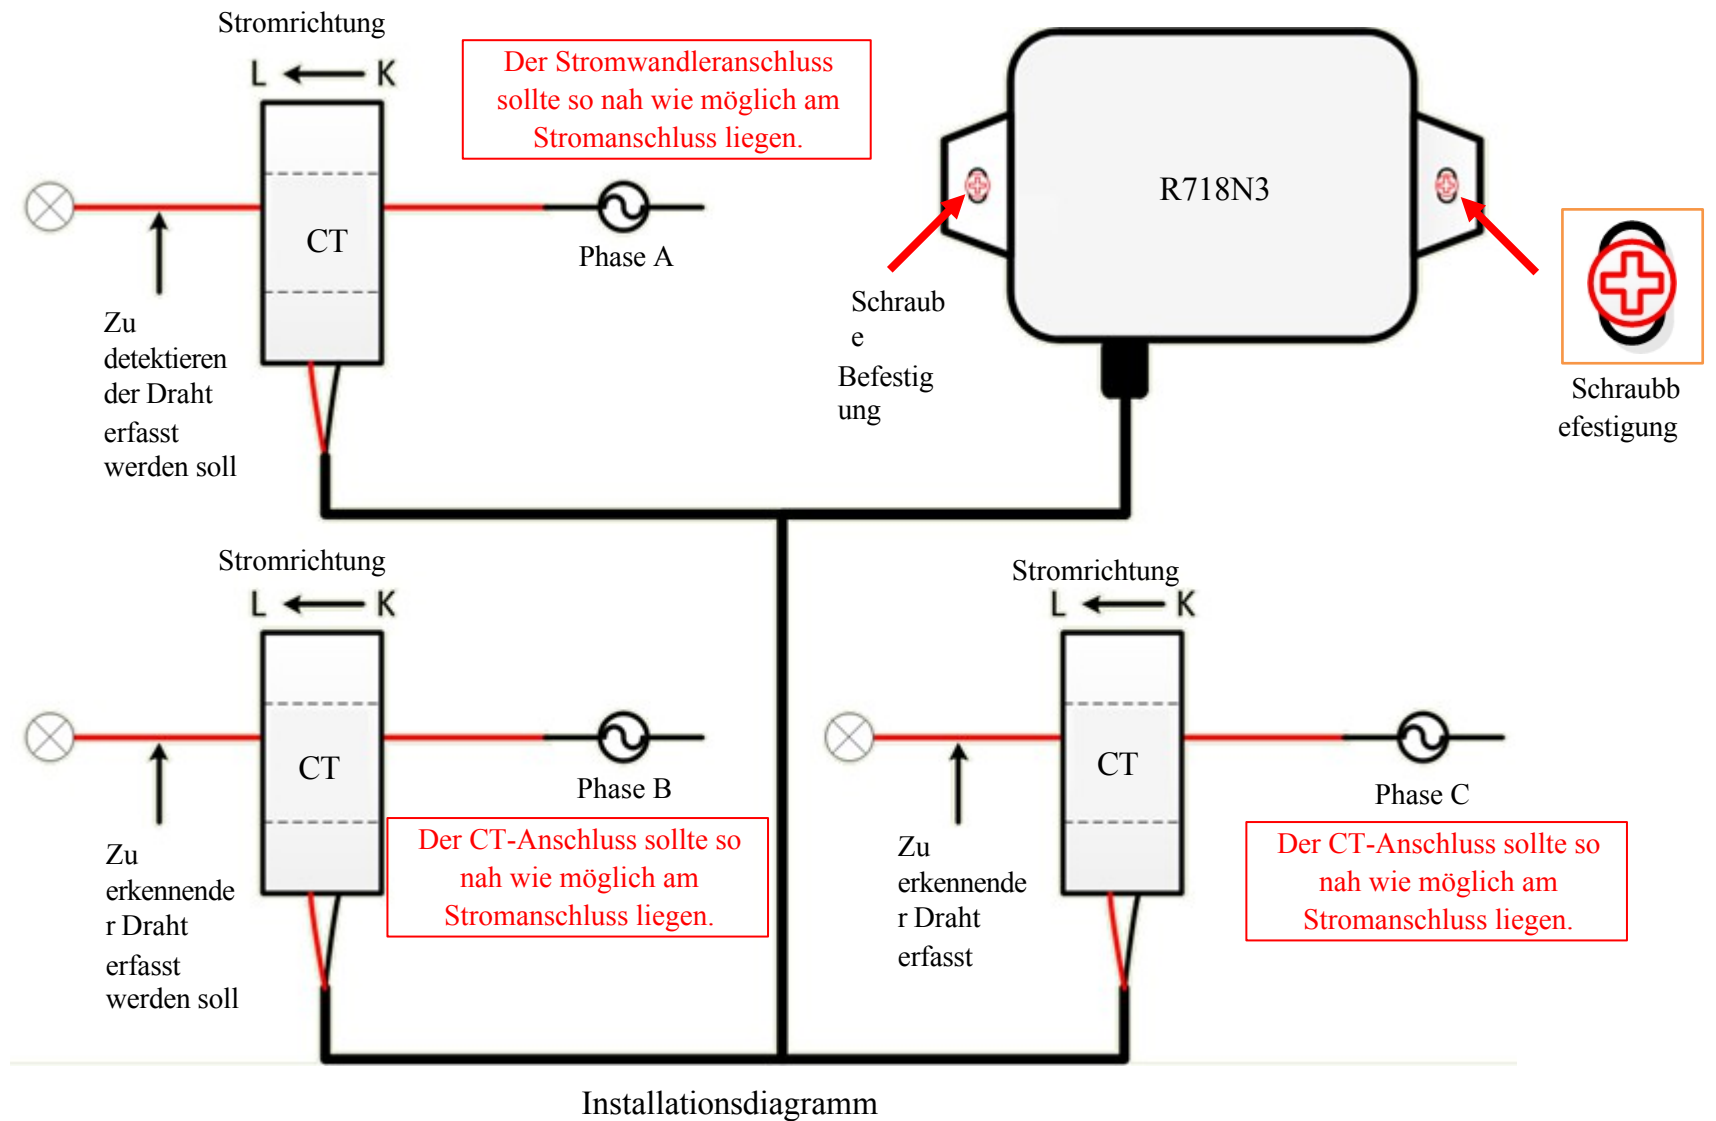 Stromrichtung
L K
Der Stromwandleranschluss
sollte so nah wie möglich am
Stromanschluss liegen.
CT
Phase A
Zu
detektieren
der Draht
erfasst
werden soll
R718N3
Schraub
e
Befestig
ung
Schraubb
efestigung
Stromrichtung
L K
CT
Phase B
Der CT-Anschluss sollte so
nah wie möglich am
Stromanschluss liegen.
Zu
erkennende
r Draht
erfasst
werden soll
Stromrichtung
L K
CT
Phase C
Der CT-Anschluss sollte so
nah wie möglich am
Stromanschluss liegen.
Zu
erkennende
r Draht
erfasst
Installationsdiagramm